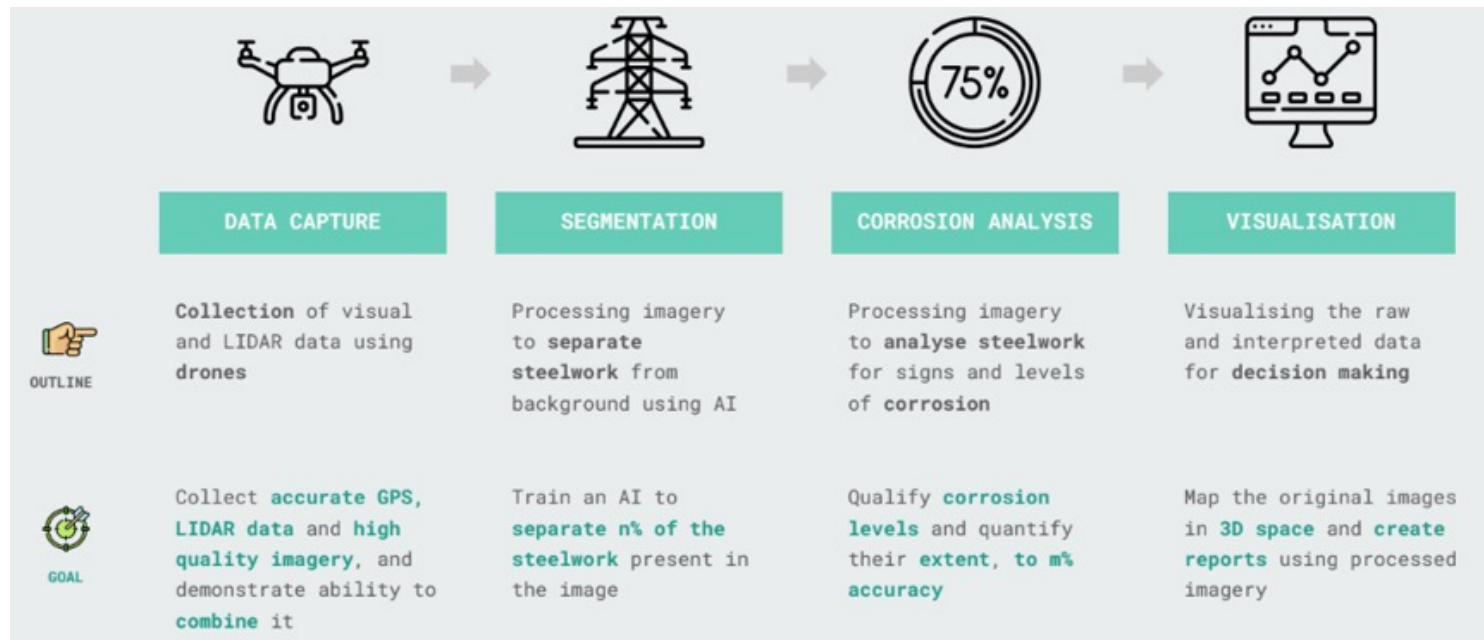 75%
DATA CAPTURE
SEGMENTATION
CORROSION ANALYSIS
VISUALISATION
OUTLINE
Collection of visual
and LIDAR data using
drones
Processing imagery
to separate
steelwork from
background using AI
Processing imagery
to analyse steelwork
for signs and levels
of corrosion
Visualising the raw
and interpreted data
for decision making
GOAL
Collect accurate GPS,
LIDAR data and high
quality imagery, and
demonstrate ability to
combine it
Train an AI to
separate n% of the
steelwork present in
the image
Qualify corrosion
levels and quantify
their extent, to m%
accuracy
Map the original images
in 3D space and create
reports using processed
imagery